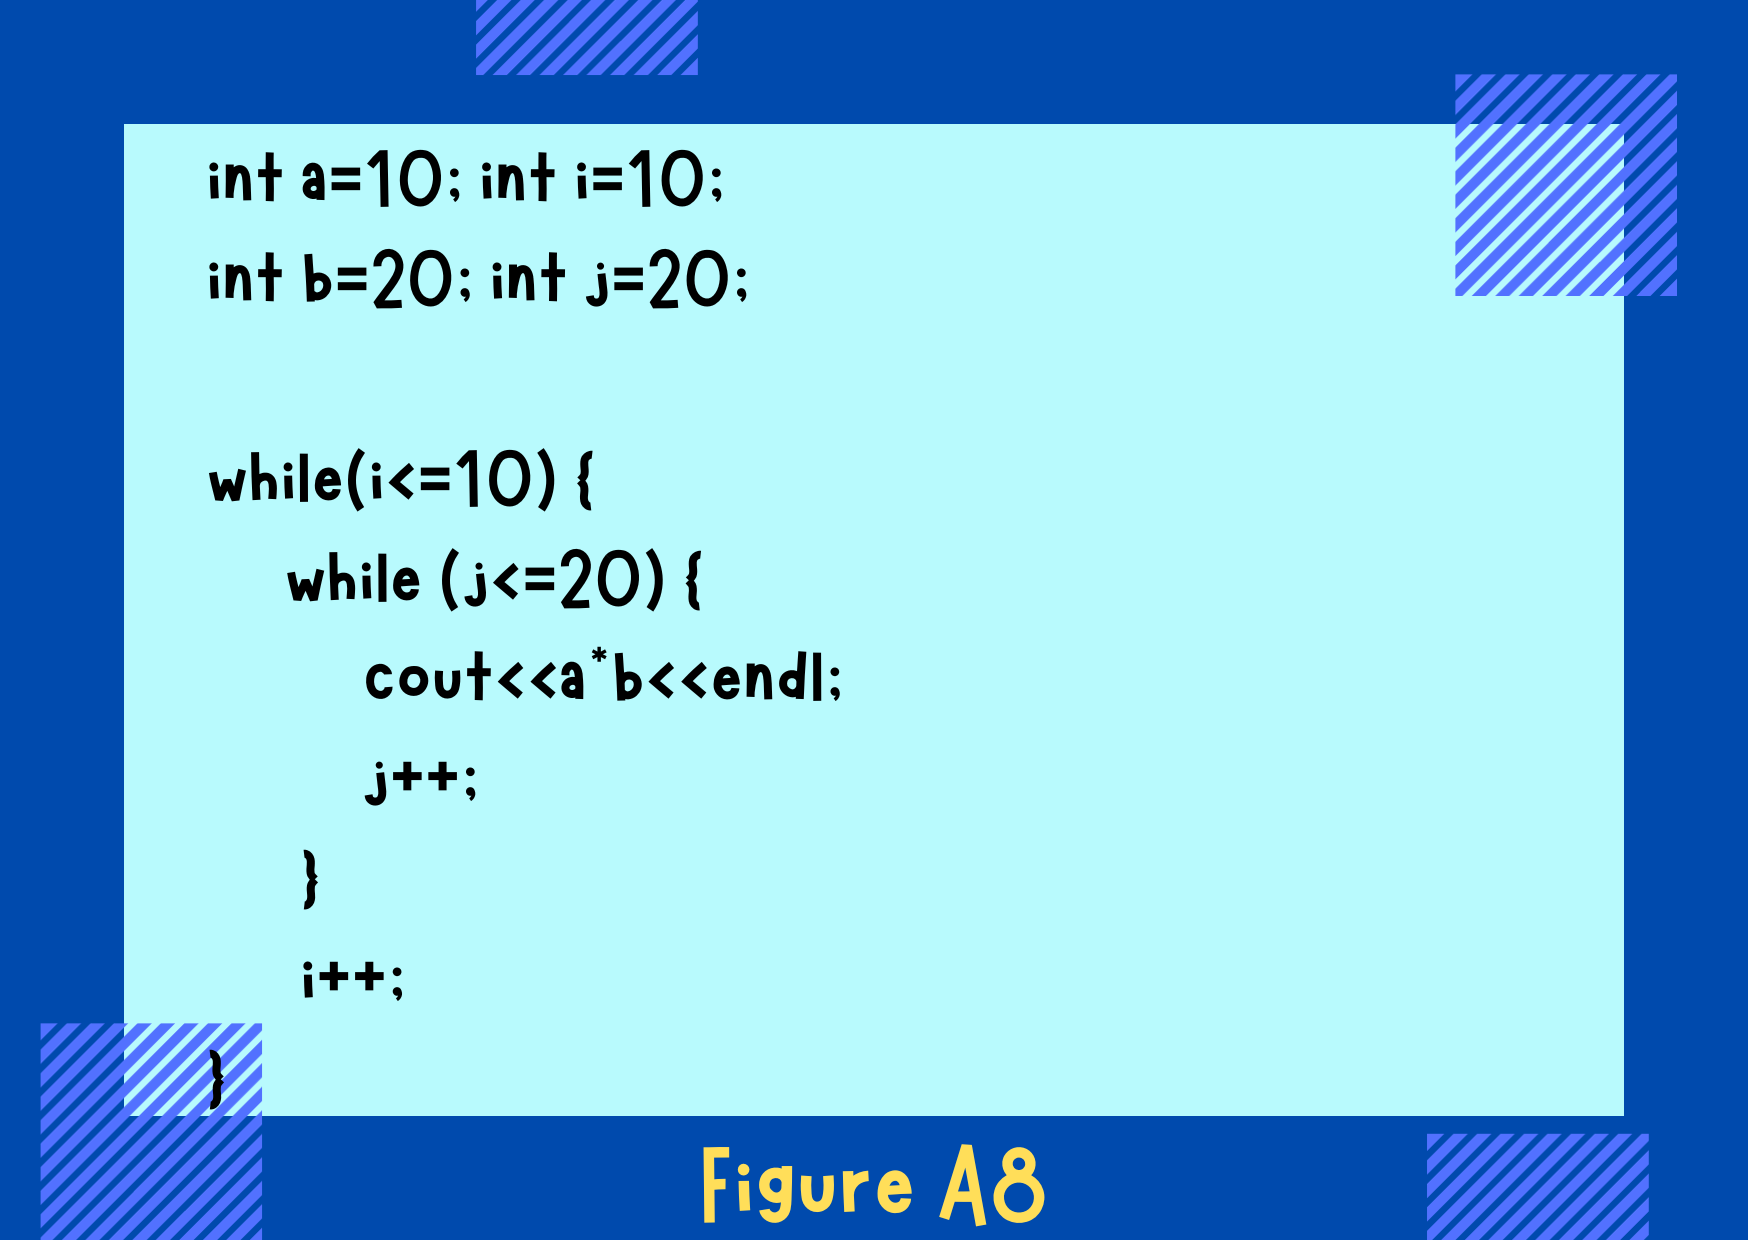 int a=10; int i=10;
int b=20; int j=20;
while(i<=10) {
while (j<=20) {
cout<<a*b<<endl;
j++;
}
i++;
}
Figure A8